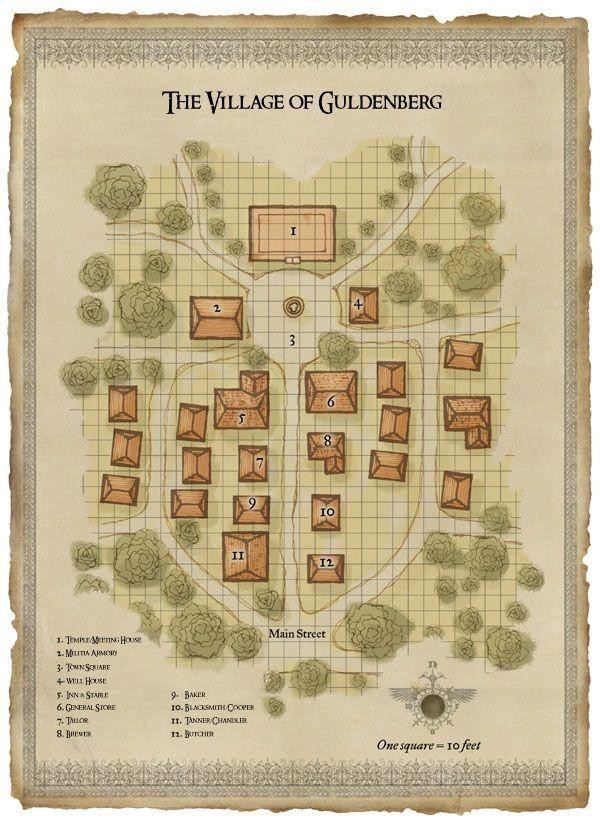 The Village of Guldenberg
1
2
4
3
5
6
7
8
9
10
11
12
Main Street
1. Temple/Meeting House
2. Militia Armory
3. Town Square
4. Well House
5. Inn & Stable
6. General Store
7. Tailor
8. Brewer
9. Baker
10. Blacksmith/Cooper
11. Tanner/Chandler
12. Butcher
One square = 10 feet